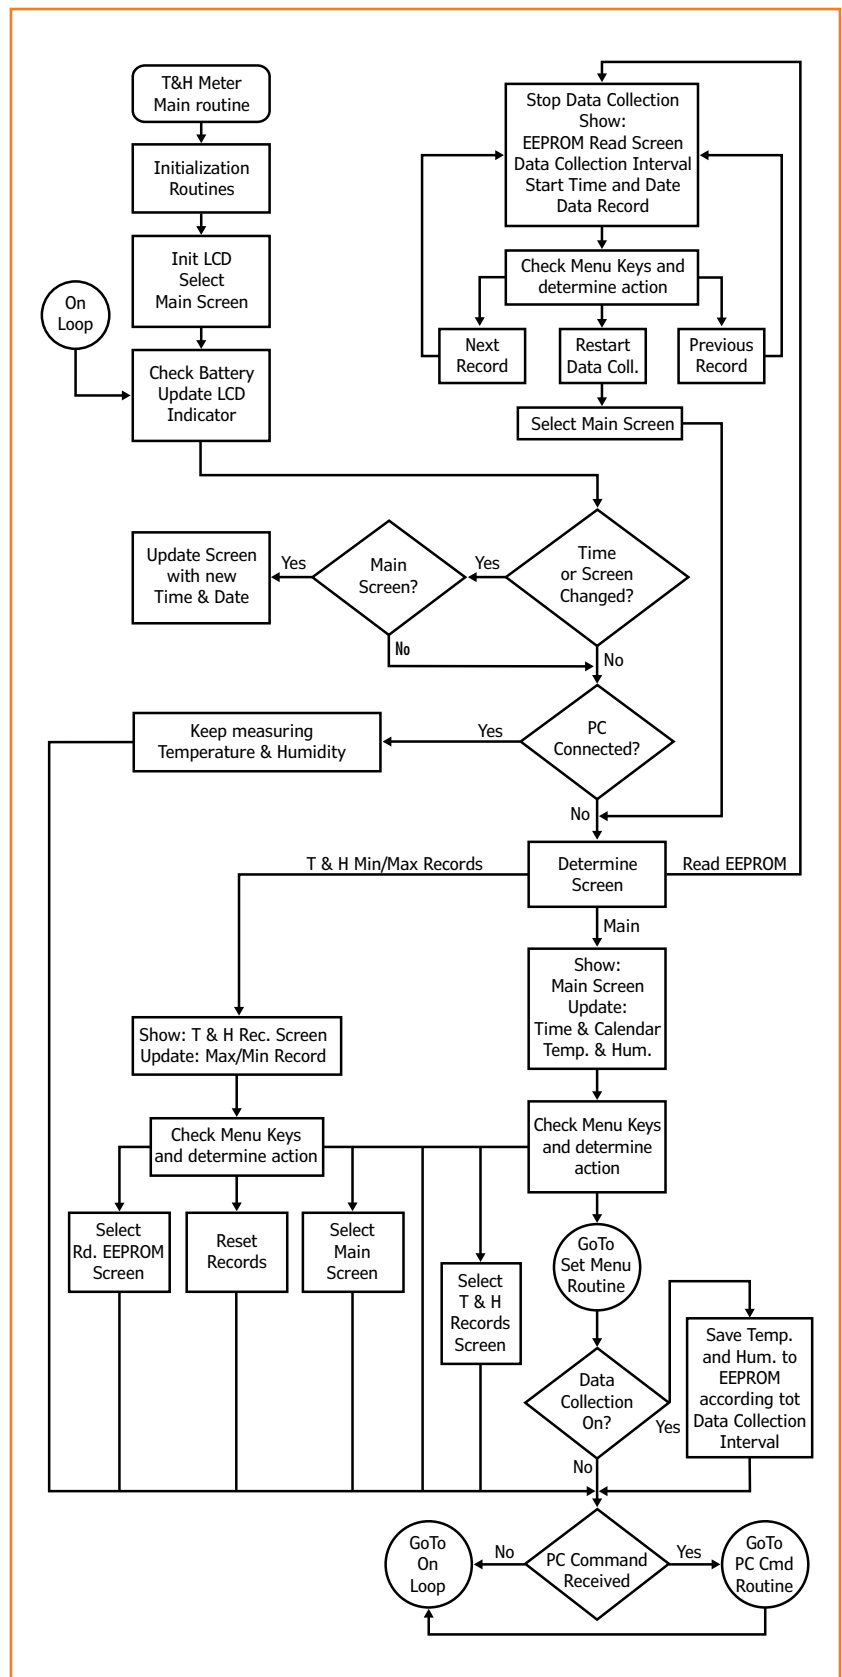 T&H Meter
Main routine
Initialization
Routines
Init LCD
Select
Main Screen
On
Loop
Check Battery
Update LCD
Indicator
Stop Data Collection
Show:
EEPROM Read Screen
Data Collection Interval
Start Time and Date
Data Record
Check Menu Keys and
determine action
Next
Record
Restart
Data Coll.
Previous
Record
Select Main Screen
Update Screen
with new
Time & Date
Yes
Main
Screen?
Yes
Time
or Screen
Changed?
No
No
Keep measuring
Temperature & Humidity
Yes
PC
Connected?
No
T & H Min/Max Records
Determine
Screen
Read EEPROM
Main
Show:
Main Screen
Update:
Time & Calendar
Temp. & Hum.
Show: T & H Rec. Screen
Update: Max/Min Record
Check Menu Keys
and determine action
Check Menu Keys
and determine
action
Select
Rd. EEPROM
Screen
Reset
Records
Select
Main
Screen
Select
T & H
Records
Screen
GoTo
Set Menu
Routine
Data
Collection
On?
Yes
Save Temp.
and Hum. to
EEPROM
according tot
Data Collection
Interval
No
GoTo
On
Loop
No
PC Command
Received
Yes
GoTo
PC Cmd
Routine